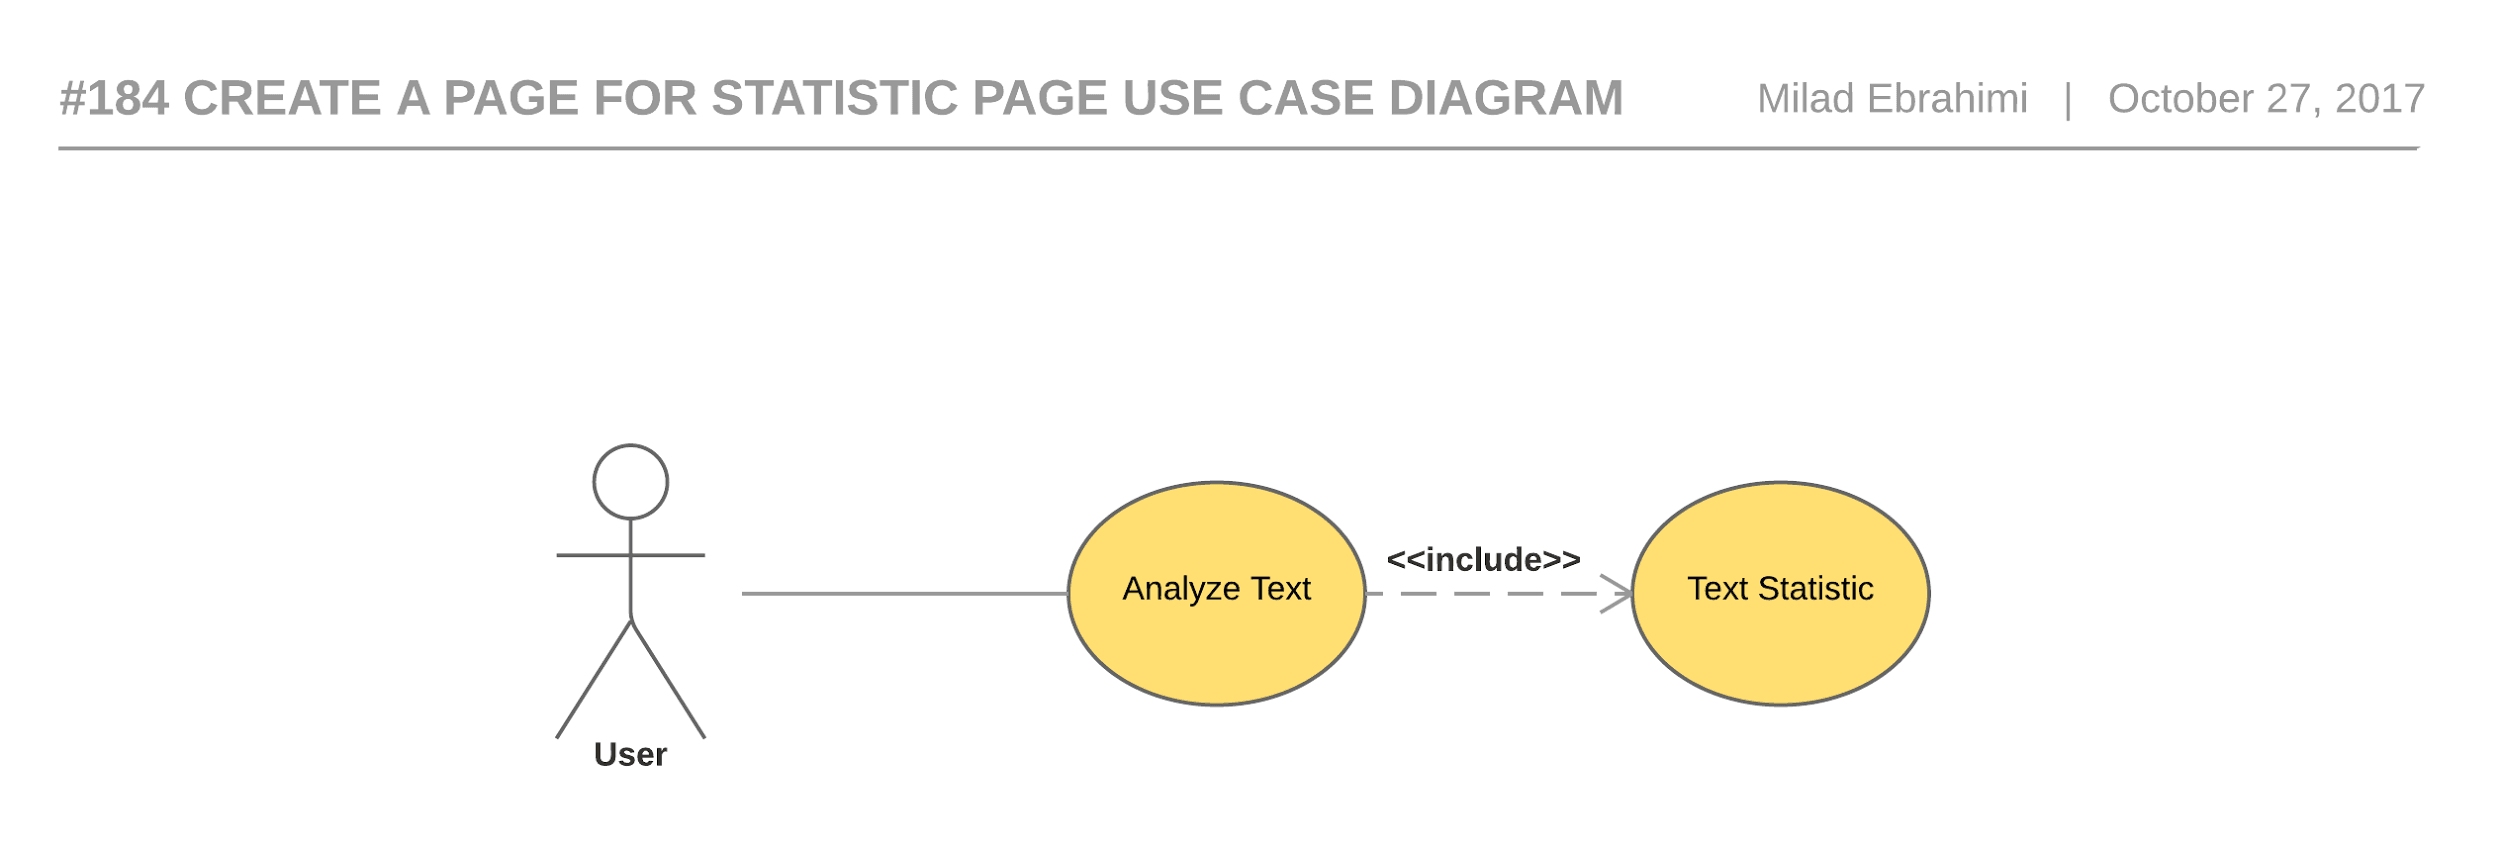 #184 CREATE A PAGE FOR STATISTIC PAGE USE CASE DIAGRAM Milad Ebrahimi | October 27, 2017
<<include>>
Analyze Text
Text Statistic
User